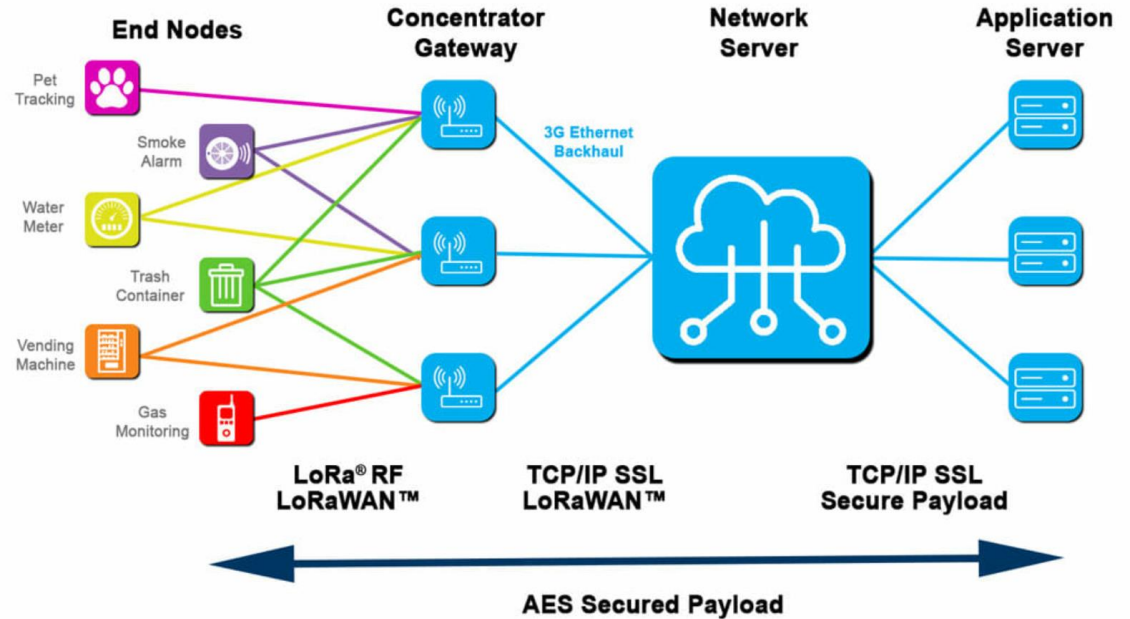 End Nodes
Concentrator
Gateway
Network
Server
Application
Server
Pet
Tracking
Smoke
Alarm
Water
Meter
Trash
Container
Vending
Machine
Gas
Monitoring
3G Ethernet
Backhaul
LoRa® RF
LoRaWAN™
TCP/IP SSL
LoRaWAN™
TCP/IP SSL
Secure Payload
AES Secured Payload